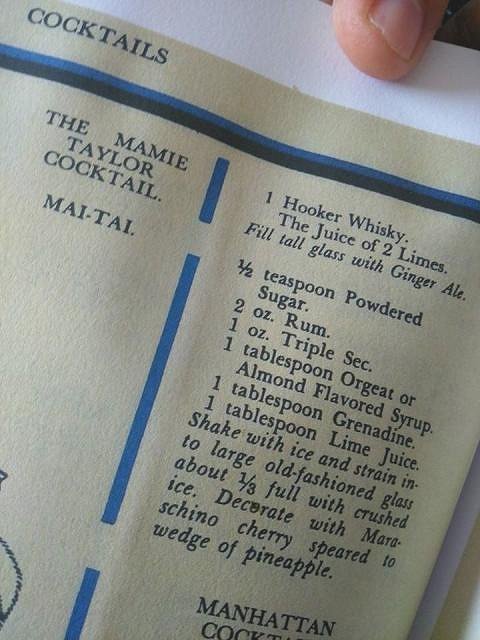 COCKTAILS
THE MAMIE
TAYLOR
COCKTAIL.
1 Hooker Whisky.
The Juice of 2 Limes.
Fill tall glass with Ginger Ale.
MAI-TAI.
½ teaspoon Powdered
Sugar.
2 oz. Rum.
1 oz. Triple Sec.
1 tablespoon Orgeat or
Almond Flavored Syrup.
1 tablespoon Grenadine.
1 tablespoon Lime Juice.
Shake with ice and strain in-
to large old-fashioned glass
about ⅓ full with crushed
ice. Decorate with Mara-
schino cherry speared to
wedge of pineapple.
MANHATTAN